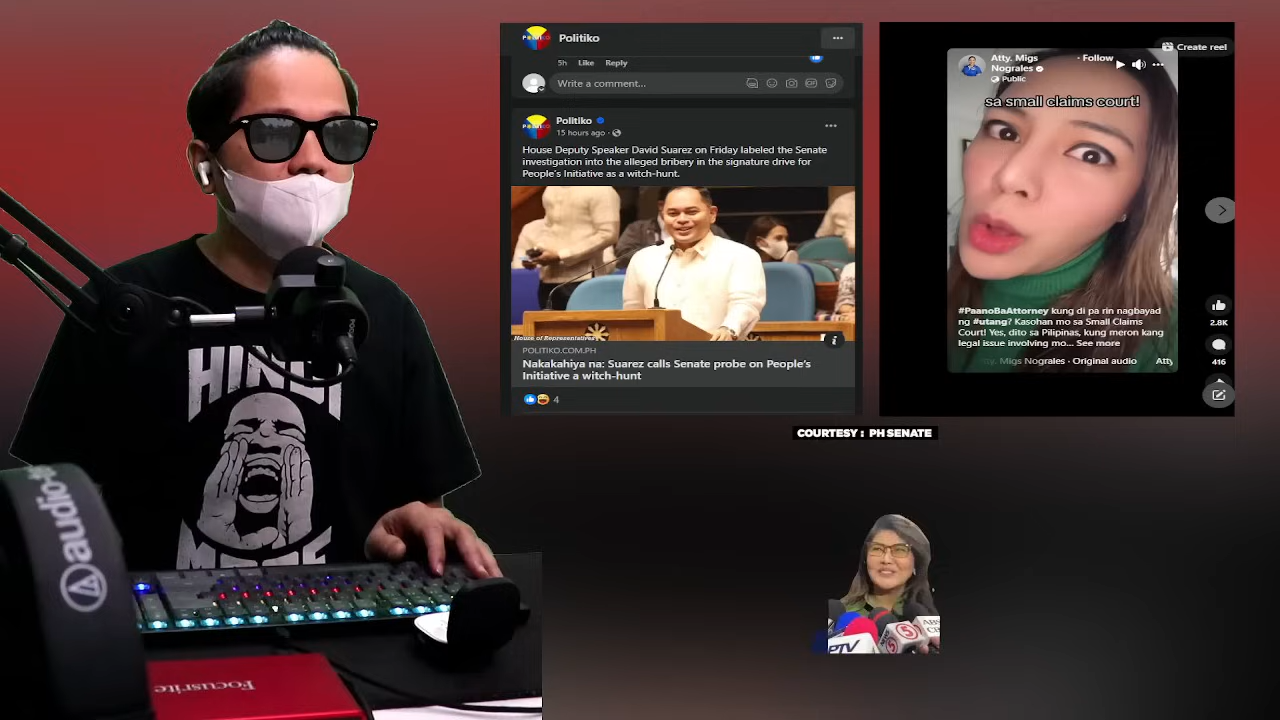 Politiko
5h Like Reply
Write a comment...
Politiko
15 hours ago
House Deputy Speaker David Suarez on Friday labeled the Senate
investigation into the alleged bribery in the signature drive for
People's Initiative as a witch-hunt.
House of Representatives
POLITIKO.COM.PH
Nakakahiya na: Suarez calls Senate probe on People's
Initiative a witch-hunt
4
Create reel
Atty. Migs
Nograles
· Follow
Public
sa small claims court!
#PaanoBaAttorney kung di pa rin nagbayad
ng #utang? Kasohan mo sa Small Claims
Court! Yes, dito sa Pilipinas, kung meron kang
legal issue involving mo... See more
Migs Nograles · Original audio Atty
2.8K
416
COURTESY : PH SENATE
HINDI
audio-
Focusrite
PTV
5